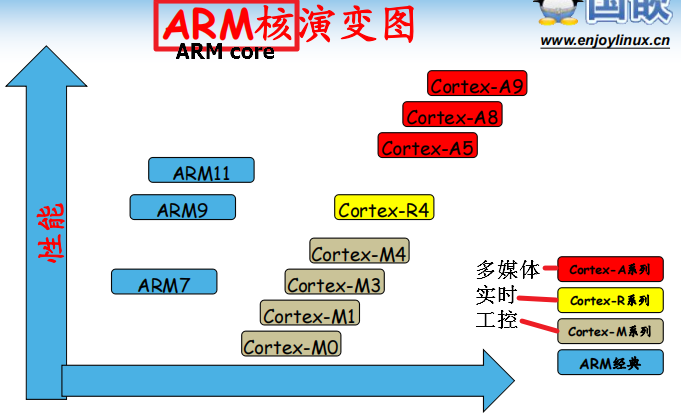 ARM核演变图
ARM core
国嵌
www.enjoylinux.cn
性能
Cortex-A9
Cortex-A8
Cortex-A5
ARM11
ARM9
Cortex-R4
Cortex-M4
ARM7
Cortex-M3
Cortex-M1
Cortex-M0
多媒体
Cortex-A系列
实时
Cortex-R系列
工控
Cortex-M系列
ARM经典